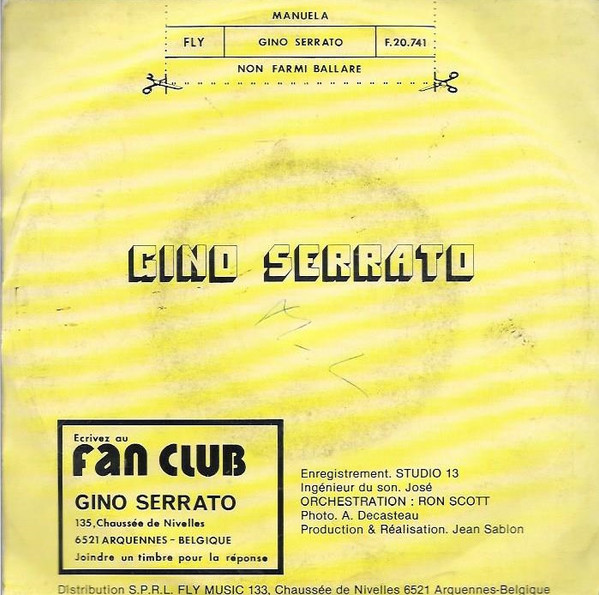 MANUELA
FLY GINO SERRATO F.20.741
NON FARMI BALLARE
GINO SERRATO
Ecrivez au
FAN CLUB
GINO SERRATO
135, Chaussée de Nivelles
6521 ARQUENNES - BELGIQUE
Joindre un timbre pour la réponse
Enregistrement. STUDIO 13
Ingénieur du son. José
ORCHESTRATION : RON SCOTT
Photo. A. Decasteau
Production & Réalisation. Jean Sablon
Distribution S.P.R.L. FLY MUSIC 133, Chaussée de Nivelles 6521 Arquennes-Belgique